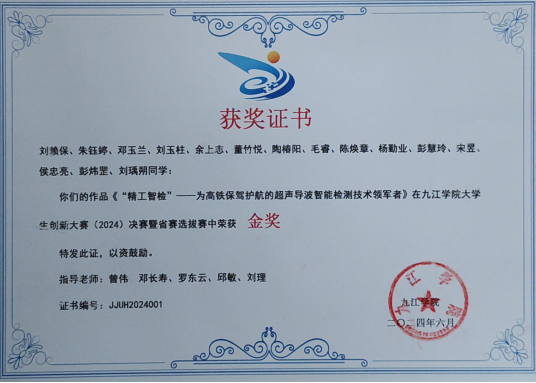 获奖证书
刘赣保、朱钰婷、邓玉兰、刘玉柱、余上志、董竹悦、陶椿阳、毛睿、陈焕章、杨勤业、彭慧玲、宋昱、
侯忠亮、彭炜罡、刘瑀朔同学：
你们的作品《“精工智检”——为高铁保驾护航的超声导波智能检测技术领军者》在九江学院大学
生创新大赛（2024）决赛暨省赛选拔赛中荣获 金奖
特发此证，以资鼓励。
指导老师：曾伟 邓长寿、罗东云、邱敏、刘理
证书编号：JJUH2024001
九江学院
九江学院
二〇二四年六月